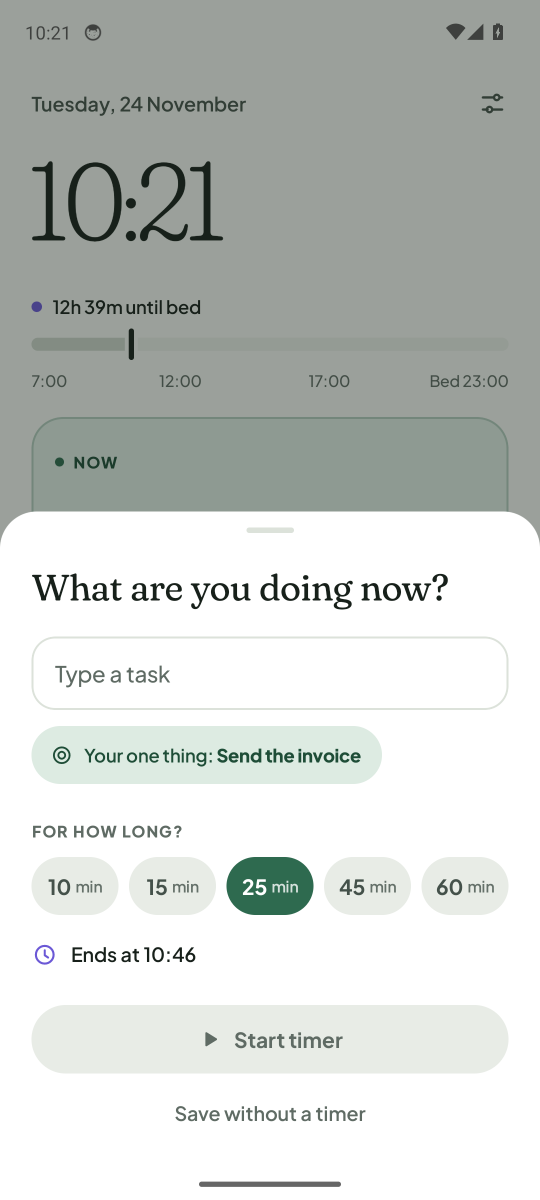 10:21
Tuesday, 24 November
10:21
12h 39m until bed
7:00 12:00 17:00 Bed 23:00
NOW
What are you doing now?
Type a task
Your one thing: Send the invoice
FOR HOW LONG?
10 min 15 min 25 min 45 min 60 min
Ends at 10:46
Start timer
Save without a timer